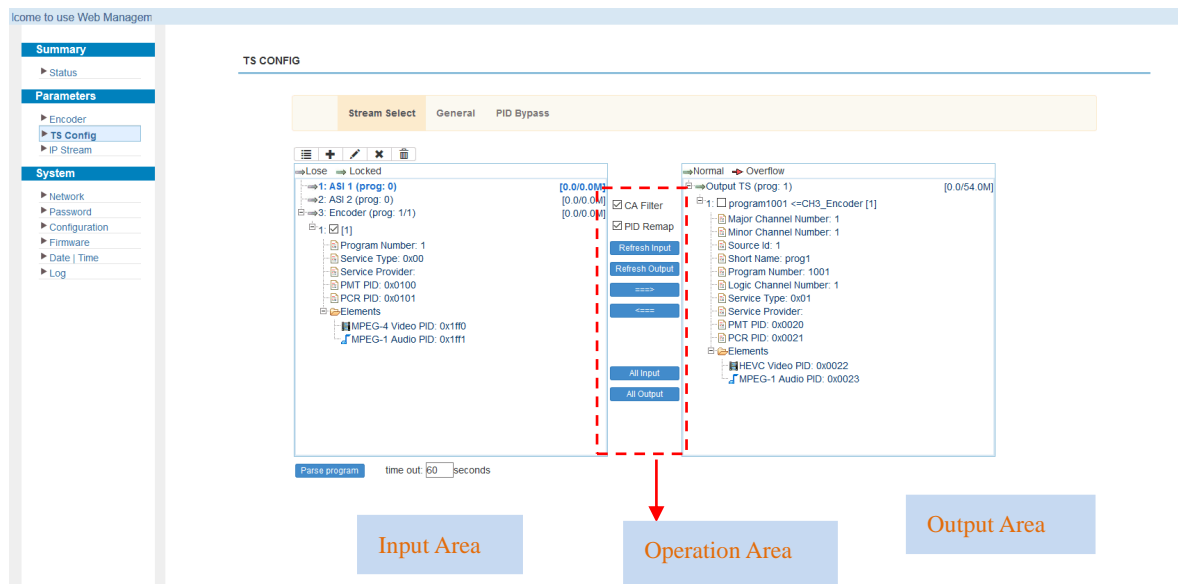 lcome to use Web Managem
Summary
Status
Parameters
Encoder
TS Config
IP Stream
System
Network
Password
Configuration
Firmware
Date | Time
Log
TS CONFIG
Stream Select General PID Bypass
Lose Locked
1: ASI 1 (prog: 0) [0.0/0.0M]
2: ASI 2 (prog: 0) [0.0/0.0M]
3: Encoder (prog: 1/1) [0.0/0.0M]
1: [1]
Program Number: 1
Service Type: 0x00
Service Provider:
PMT PID: 0x0100
PCR PID: 0x0101
Elements
MPEG-4 Video PID: 0x1ff0
MPEG-1 Audio PID: 0x1ff1
CA Filter
PID Remap
Refresh Input
Refresh Output
===>
<===
All Input
All Output
Normal Overflow
Output TS (prog: 1) [0.0/54.0M]
1: program1001 <=CH3_Encoder [1]
Major Channel Number: 1
Minor Channel Number: 1
Source Id: 1
Short Name: prog1
Program Number: 1001
Logic Channel Number: 1
Service Type: 0x01
Service Provider:
PMT PID: 0x0020
PCR PID: 0x0021
Elements
HEVC Video PID: 0x0022
MPEG-1 Audio PID: 0x0023
Parse program time out: 60 seconds
Input Area
Operation Area
Output Area